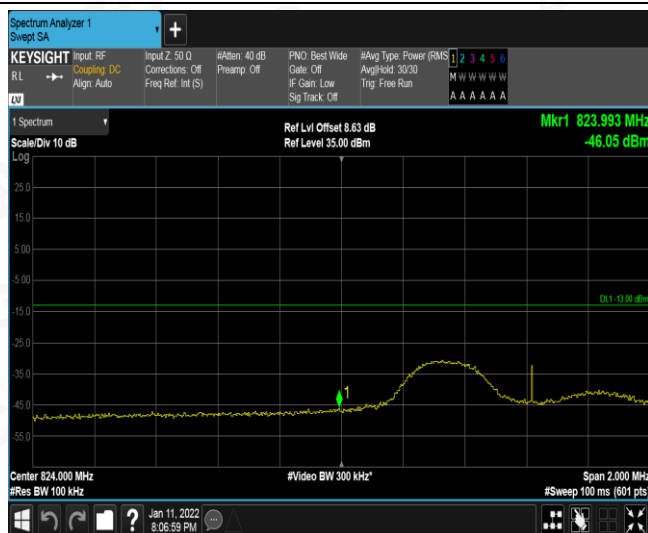 Spectrum Analyzer 1
Swept SA
+
KEYSIGHT
RL
LXI
Input: RF
Coupling: DC
Align: Auto
Input Z: 50 Ω
Corrections: Off
Freq Ref: Int (S)
#Atten: 40 dB
Preamp: Off
PNO: Best Wide
Gate: Off
IF Gain: Low
Sig Track: Off
#Avg Type: Power (RMS
Avg|Hold: 30/30
Trig: Free Run
1 2 3 4 5 6
M W W W W W
A A A A A A
1 Spectrum
Scale/Div 10 dB
Log
Ref Lvl Offset 8.63 dB
Ref Level 35.00 dBm
Mkr1 823.993 MHz
-46.05 dBm
25.0
15.0
5.00
-5.00
DL1 -13.00 dBm
-15.0
-25.0
-35.0
1
-45.0
-55.0
Center 824.000 MHz
#Res BW 100 kHz
#Video BW 300 kHz*
Span 2.000 MHz
#Sweep 100 ms (601 pts)
?
Jan 11, 2022
8:06:59 PM